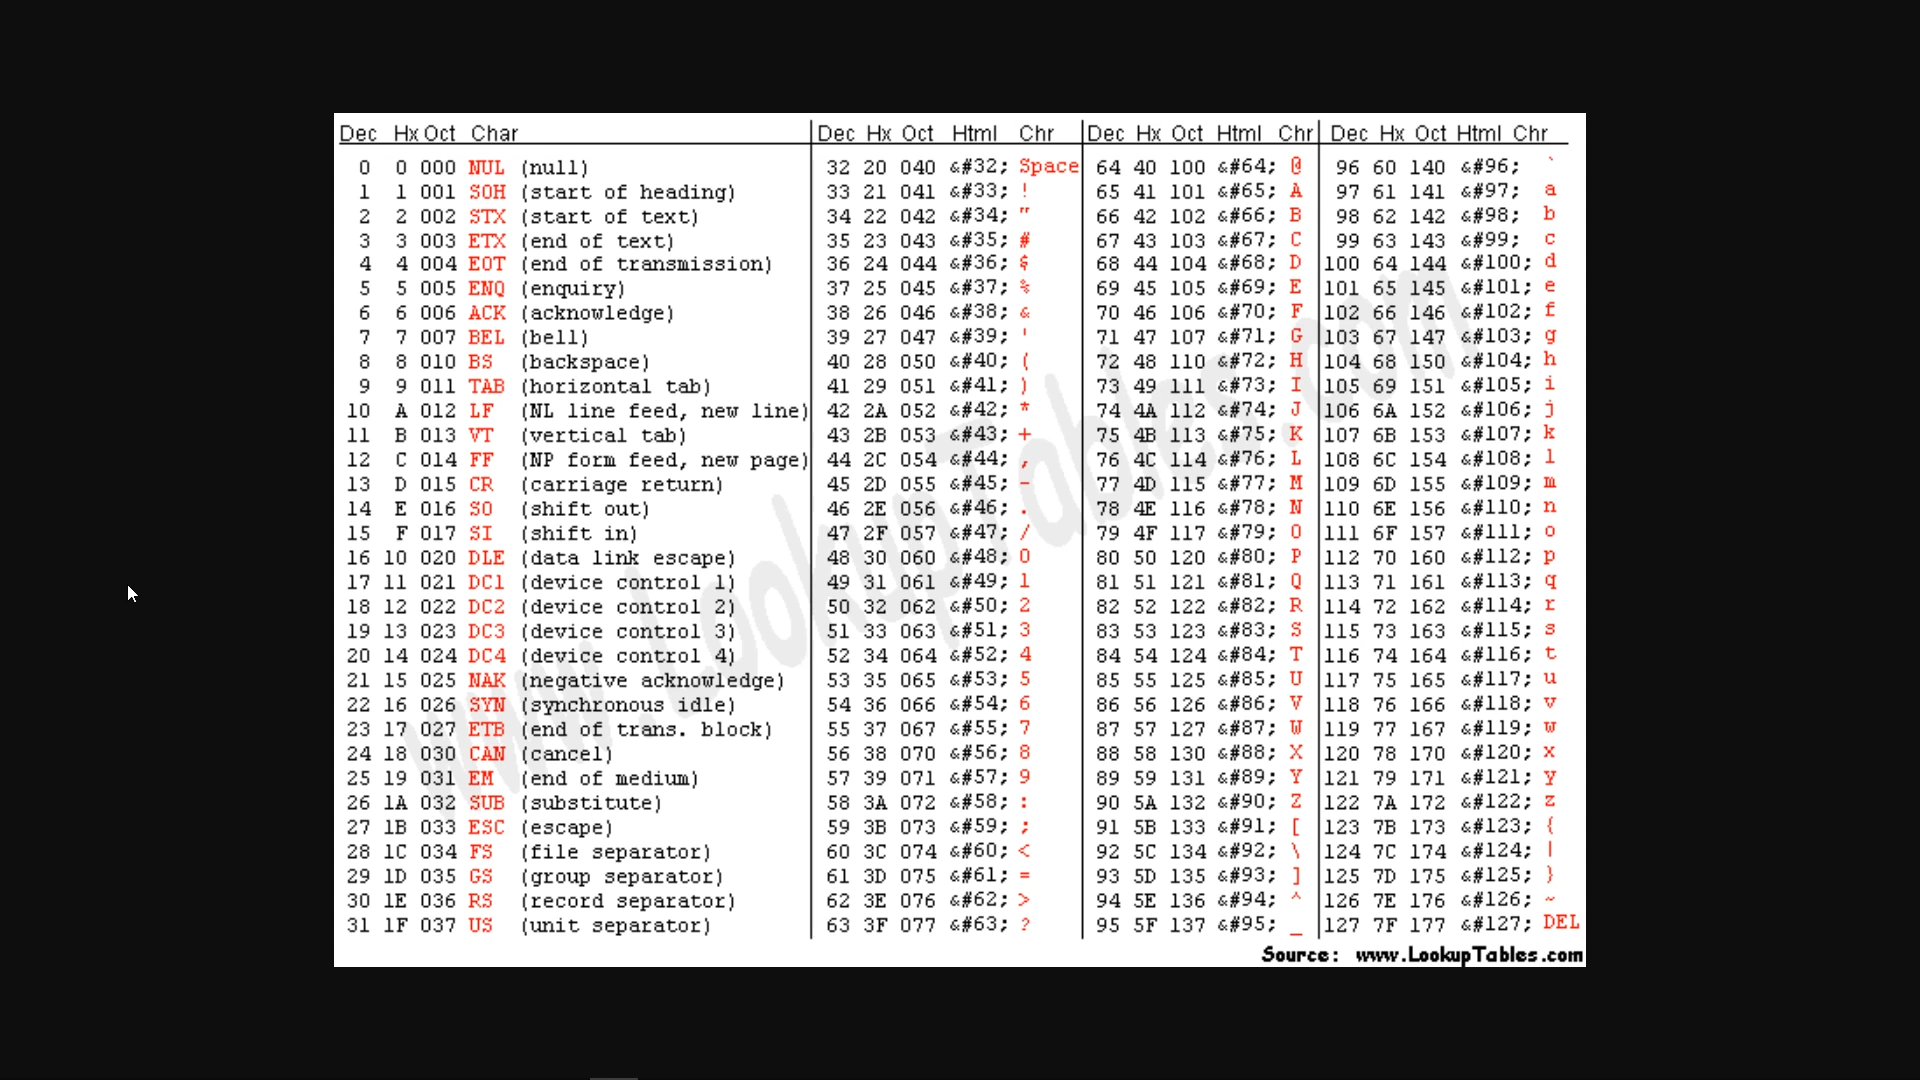 Dec Hx Oct Char Dec Hx Oct Html Chr Dec Hx Oct Html Chr Dec Hx Oct Html Chr
0 0 000 NUL (null) 32 20 040 &#32; Space 64 40 100 &#64; @ 96 60 140 &#96; `
1 1 001 SOH (start of heading) 33 21 041 &#33; ! 65 41 101 &#65; A 97 61 141 &#97; a
2 2 002 STX (start of text) 34 22 042 &#34; " 66 42 102 &#66; B 98 62 142 &#98; b
3 3 003 ETX (end of text) 35 23 043 &#35; # 67 43 103 &#67; C 99 63 143 &#99; c
4 4 004 EOT (end of transmission) 36 24 044 &#36; $ 68 44 104 &#68; D 100 64 144 &#100; d
5 5 005 ENQ (enquiry) 37 25 045 &#37; % 69 45 105 &#69; E 101 65 145 &#101; e
6 6 006 ACK (acknowledge) 38 26 046 &#38; & 70 46 106 &#70; F 102 66 146 &#102; f
7 7 007 BEL (bell) 39 27 047 &#39; ' 71 47 107 &#71; G 103 67 147 &#103; g
8 8 010 BS (backspace) 40 28 050 &#40; ( 72 48 110 &#72; H 104 68 150 &#104; h
9 9 011 TAB (horizontal tab) 41 29 051 &#41; ) 73 49 111 &#73; I 105 69 151 &#105; i
10 A 012 LF (NL line feed, new line) 42 2A 052 &#42; * 74 4A 112 &#74; J 106 6A 152 &#106; j
11 B 013 VT (vertical tab) 43 2B 053 &#43; + 75 4B 113 &#75; K 107 6B 153 &#107; k
12 C 014 FF (NP form feed, new page) 44 2C 054 &#44; , 76 4C 114 &#76; L 108 6C 154 &#108; l
13 D 015 CR (carriage return) 45 2D 055 &#45; - 77 4D 115 &#77; M 109 6D 155 &#109; m
14 E 016 SO (shift out) 46 2E 056 &#46; . 78 4E 116 &#78; N 110 6E 156 &#110; n
15 F 017 SI (shift in) 47 2F 057 &#47; / 79 4F 117 &#79; O 111 6F 157 &#111; o
16 10 020 DLE (data link escape) 48 30 060 &#48; 0 80 50 120 &#80; P 112 70 160 &#112; p
17 11 021 DC1 (device control 1) 49 31 061 &#49; 1 81 51 121 &#81; Q 113 71 161 &#113; q
18 12 022 DC2 (device control 2) 50 32 062 &#50; 2 82 52 122 &#82; R 114 72 162 &#114; r
19 13 023 DC3 (device control 3) 51 33 063 &#51; 3 83 53 123 &#83; S 115 73 163 &#115; s
20 14 024 DC4 (device control 4) 52 34 064 &#52; 4 84 54 124 &#84; T 116 74 164 &#116; t
21 15 025 NAK (negative acknowledge) 53 35 065 &#53; 5 85 55 125 &#85; U 117 75 165 &#117; u
22 16 026 SYN (synchronous idle) 54 36 066 &#54; 6 86 56 126 &#86; V 118 76 166 &#118; v
23 17 027 ETB (end of trans. block) 55 37 067 &#55; 7 87 57 127 &#87; W 119 77 167 &#119; w
24 18 030 CAN (cancel) 56 38 070 &#56; 8 88 58 130 &#88; X 120 78 170 &#120; x
25 19 031 EM (end of medium) 57 39 071 &#57; 9 89 59 131 &#89; Y 121 79 171 &#121; y
26 1A 032 SUB (substitute) 58 3A 072 &#58; : 90 5A 132 &#90; Z 122 7A 172 &#122; z
27 1B 033 ESC (escape) 59 3B 073 &#59; ; 91 5B 133 &#91; [ 123 7B 173 &#123; {
28 1C 034 FS (file separator) 60 3C 074 &#60; < 92 5C 134 &#92; \ 124 7C 174 &#124; |
29 1D 035 GS (group separator) 61 3D 075 &#61; = 93 5D 135 &#93; ] 125 7D 175 &#125; }
30 1E 036 RS (record separator) 62 3E 076 &#62; > 94 5E 136 &#94; ^ 126 7E 176 &#126; ~
31 1F 037 US (unit separator) 63 3F 077 &#63; ? 95 5F 137 &#95; _ 127 7F 177 &#127; DEL
www.LookupTables.com
Source: www.LookupTables.com